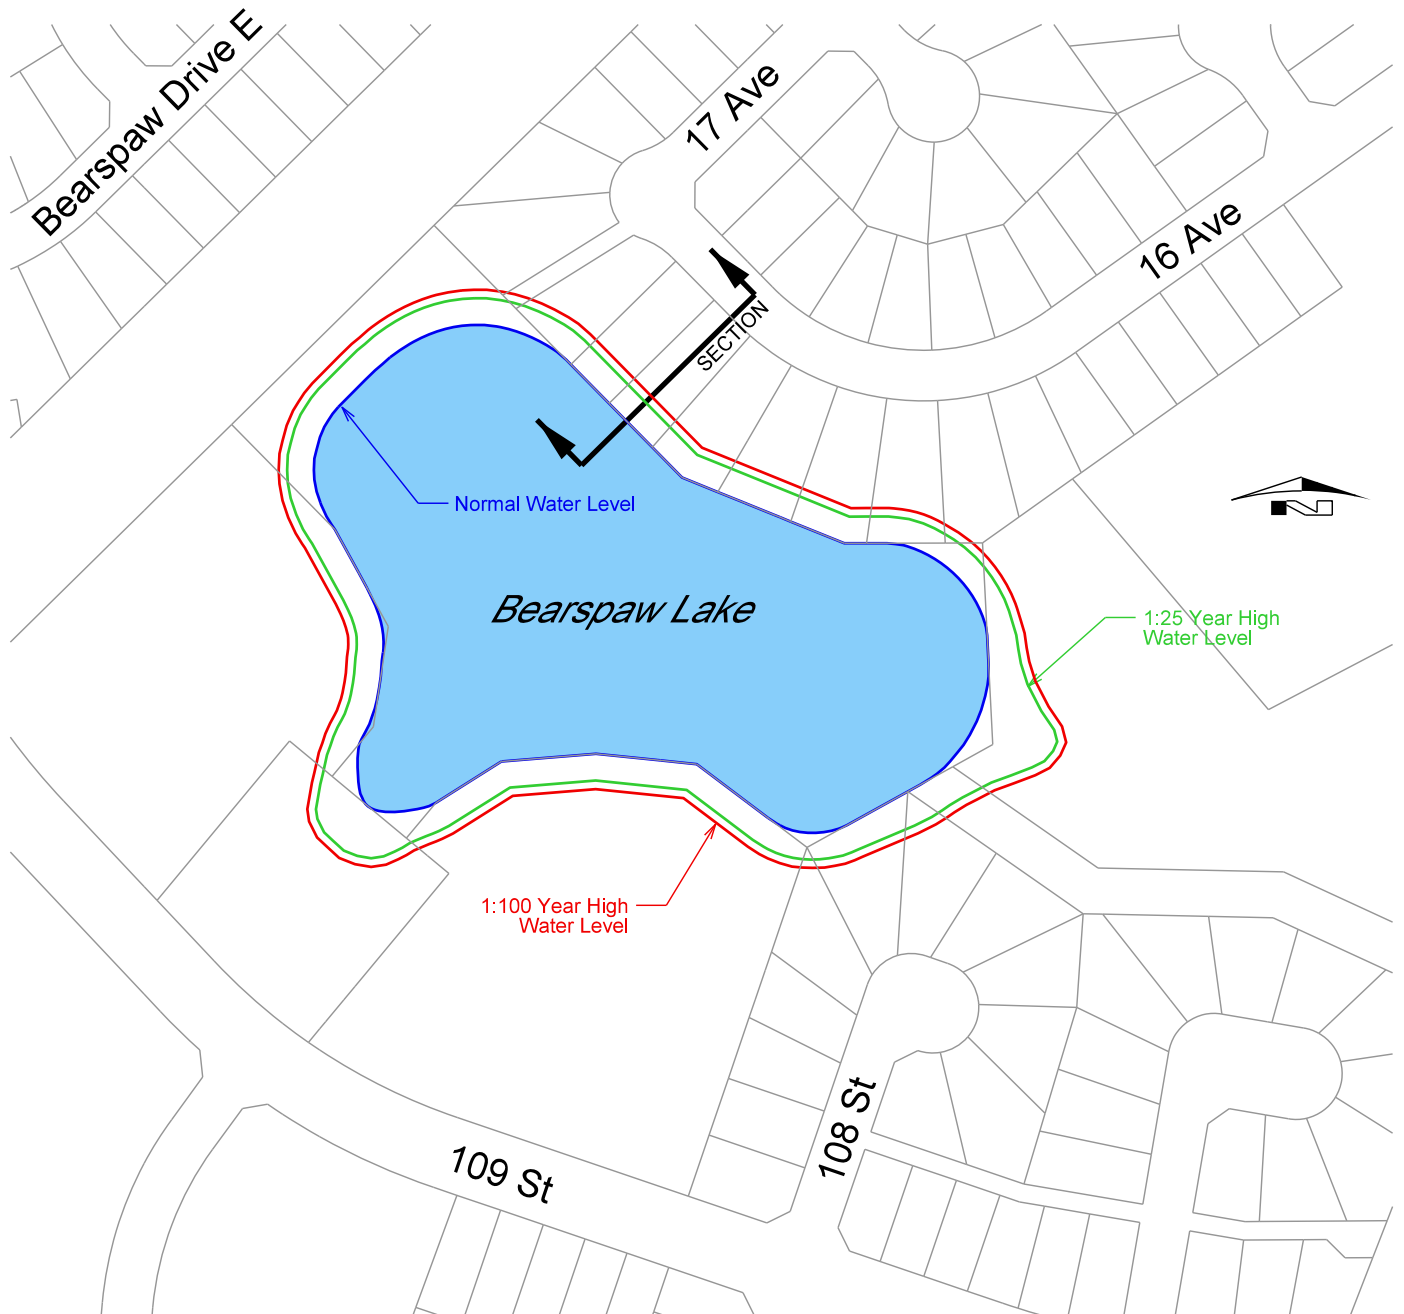 Bearspaw Drive E
17 Ave
16 Ave
SECTION
Normal Water Level
N
Bearspaw Lake
1:25 Year High
Water Level
1:100 Year High
Water Level
108 St
109 St